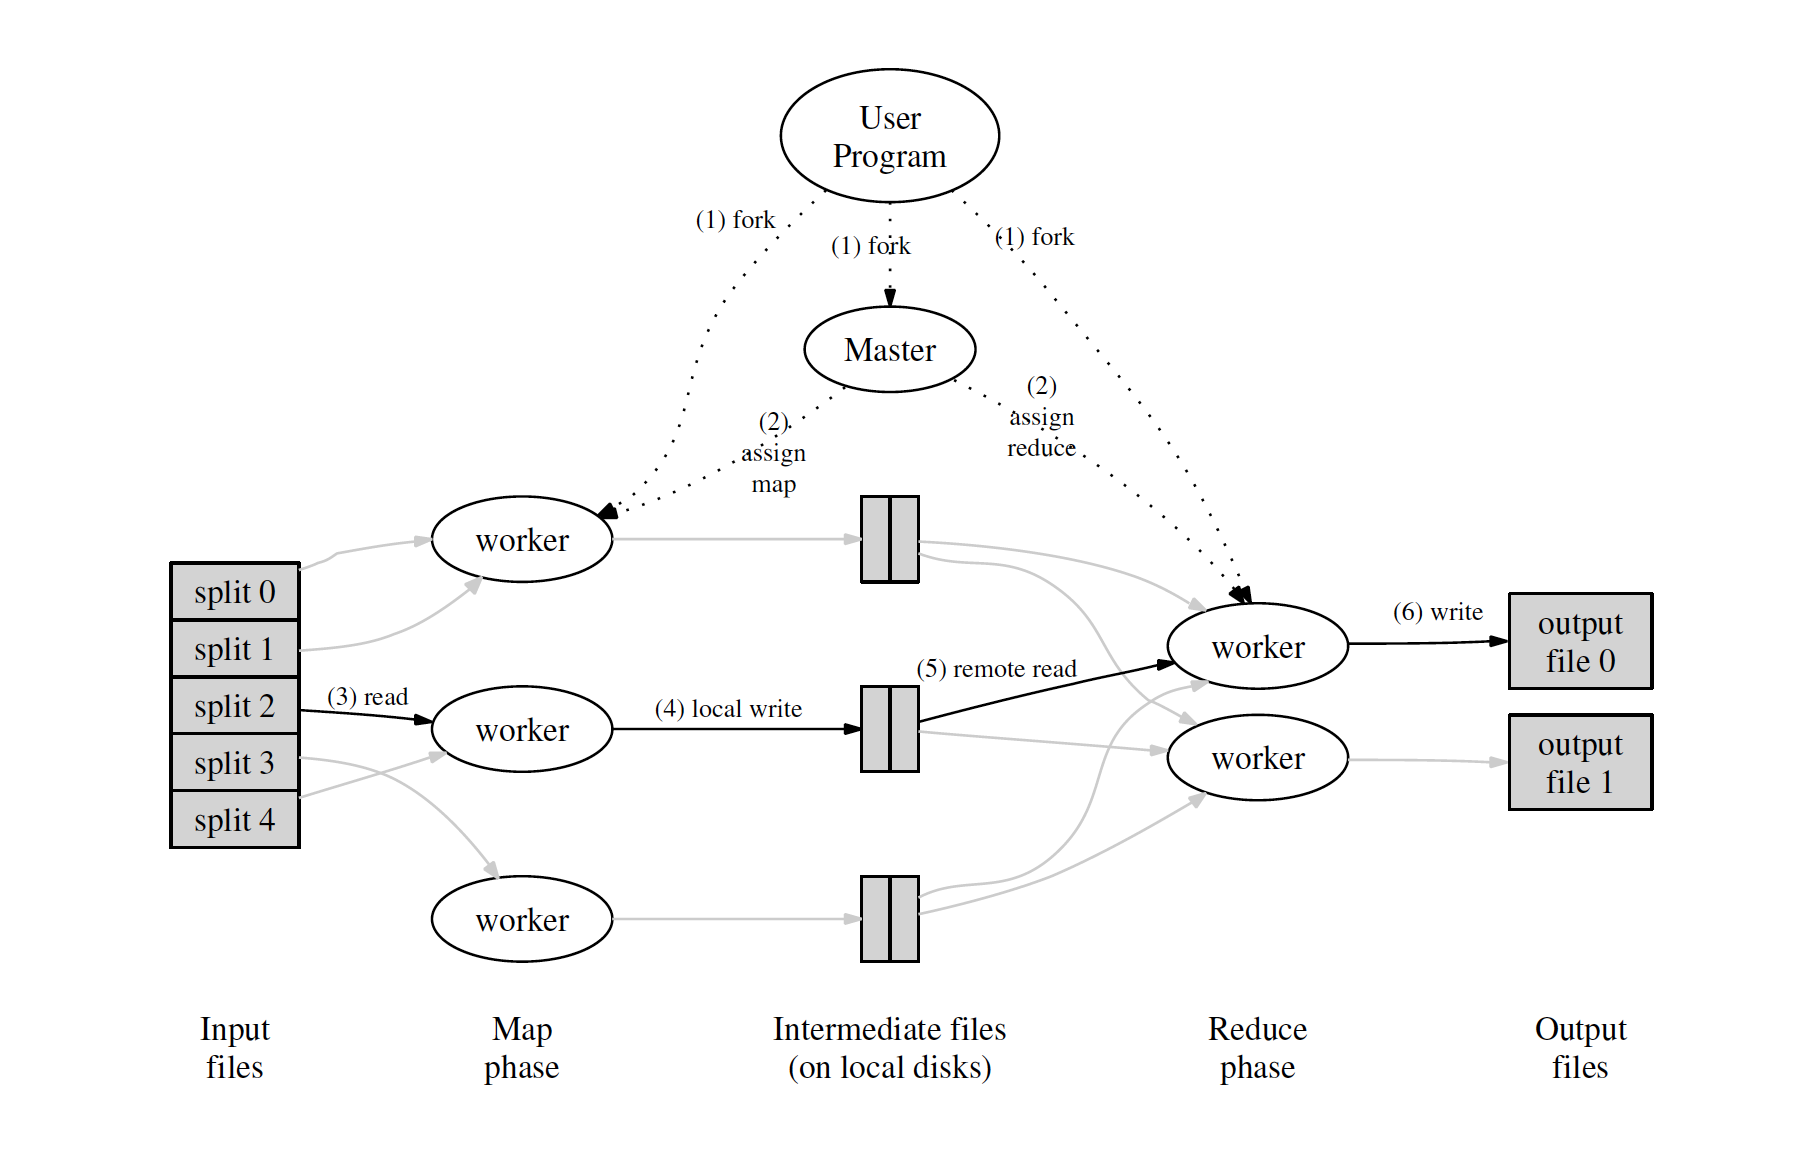 User
Program
(1) fork
(1) fork
(1) fork
Master
(2)
assign
map
(2)
assign
reduce
split 0
split 1
split 2
split 3
split 4
(3) read
worker
worker
worker
(4) local write
(5) remote read
worker
worker
(6) write
output
file 0
output
file 1
Input
files
Map
phase
Intermediate files
(on local disks)
Reduce
phase
Output
files